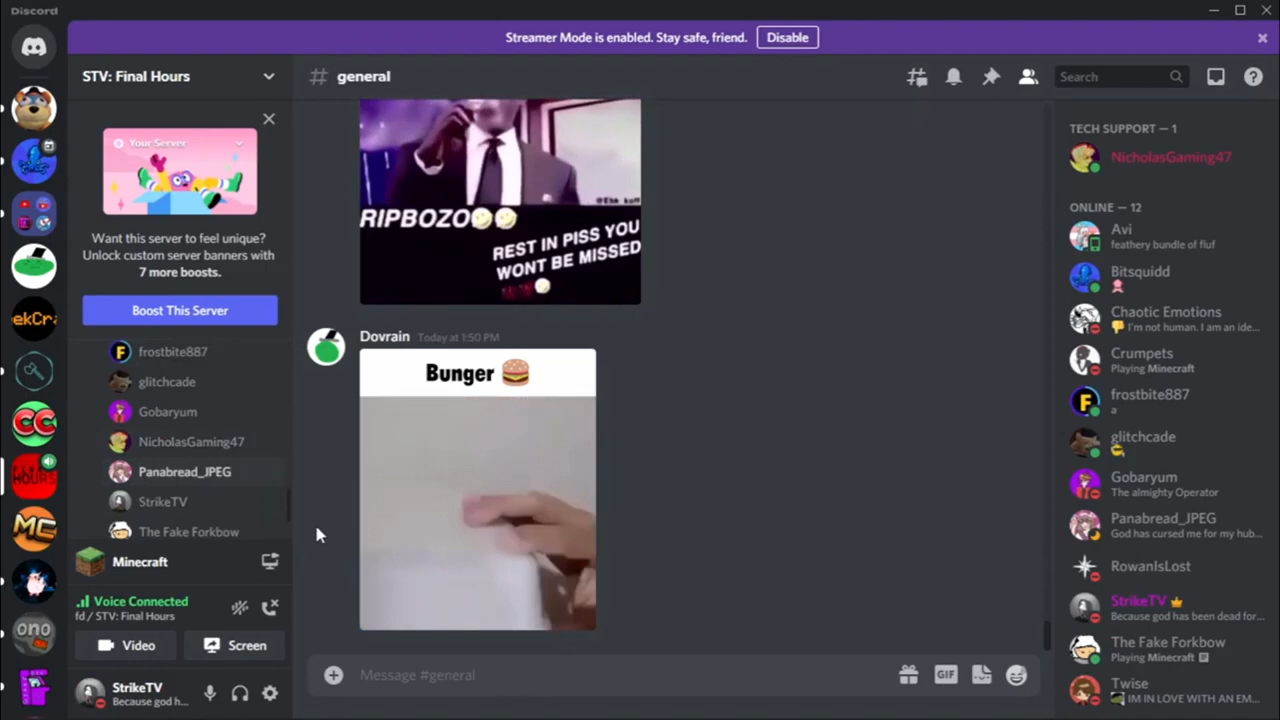 Discord
Streamer Mode is enabled. Stay safe, friend.
Disable
STV: Final Hours
general
Search
Your Server
Want this server to feel unique?
Unlock custom server banners with
7 more boosts.
Boost This Server
frostbite887
glitchcade
Gobaryum
NicholasGaming47
Panabread_JPEG
StrikeTV
The Fake Forkbow
Minecraft
Voice Connected
fd / STV: Final Hours
Video
Screen
StrikeTV
Because god h...
RIPBOZO
REST IN PISS YOU
WONT BE MISSED
Dovrain Today at 1:50 PM
Bunger
Message #general
GIF
TECH SUPPORT — 1
NicholasGaming47
ONLINE — 12
Avi
feathery bundle of fluf
Bitsquidd
Chaotic Emotions
I'm not human. I am an ide...
Crumpets
Playing Minecraft
frostbite887
a
glitchcade
Gobaryum
The almighty Operator
Panabread_JPEG
God has cursed me for my hub...
RowanIsLost
StrikeTV
Because god has been dead for...
The Fake Forkbow
Playing Minecraft
Twise
IM IN LOVE WITH AN EM...
CC
HOURS
MC
ono